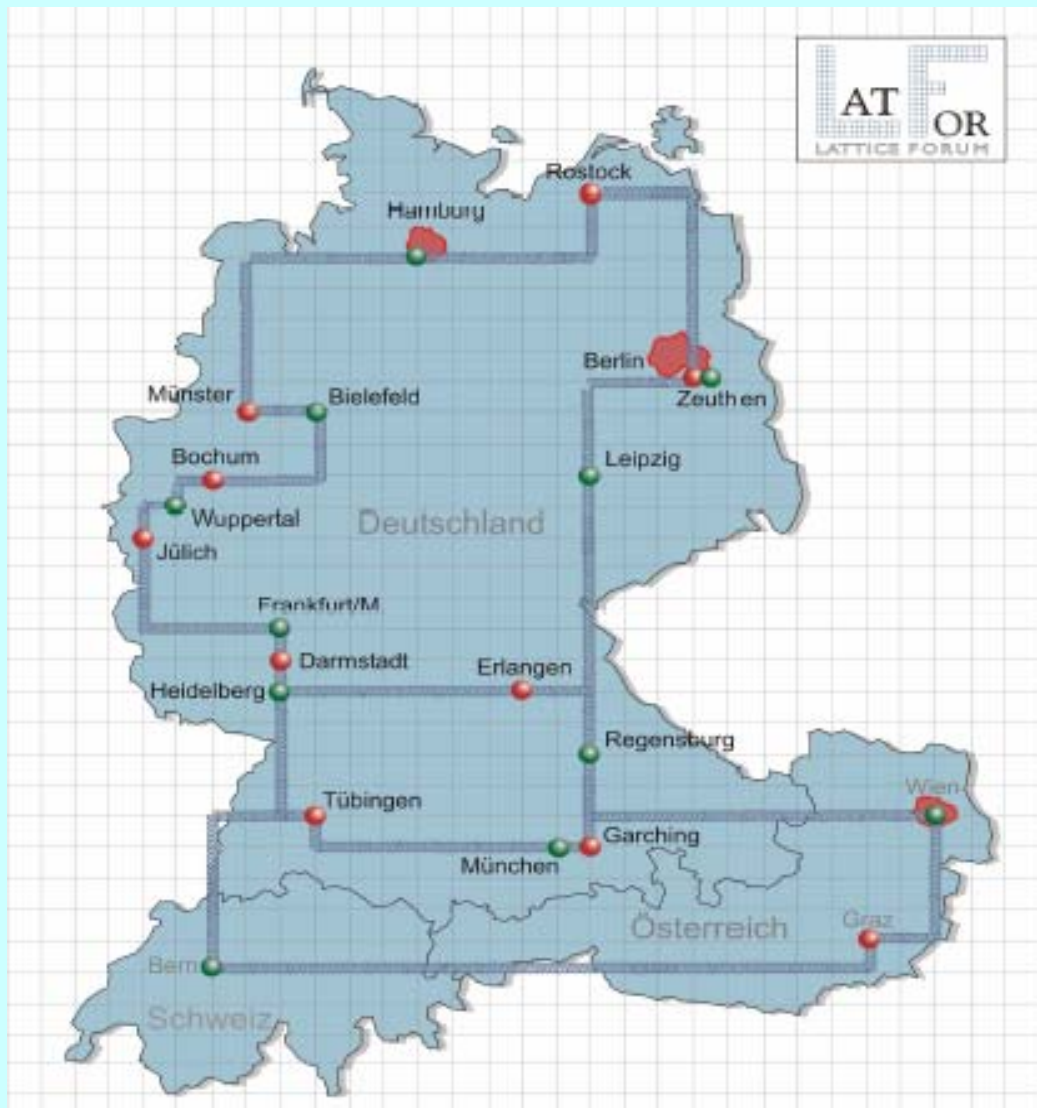 LAT FOR
LATTICE FORUM
Rostock
Hamburg
Berlin
Zeuthen
Münster
Bielefeld
Bochum
Leipzig
Wuppertal
Deutschland
Jülich
Frankfurt/M
Darmstadt
Erlangen
Heidelberg
Regensburg
Wien
Tübingen
Garching
München
Österreich
Graz
Bern
Schweiz